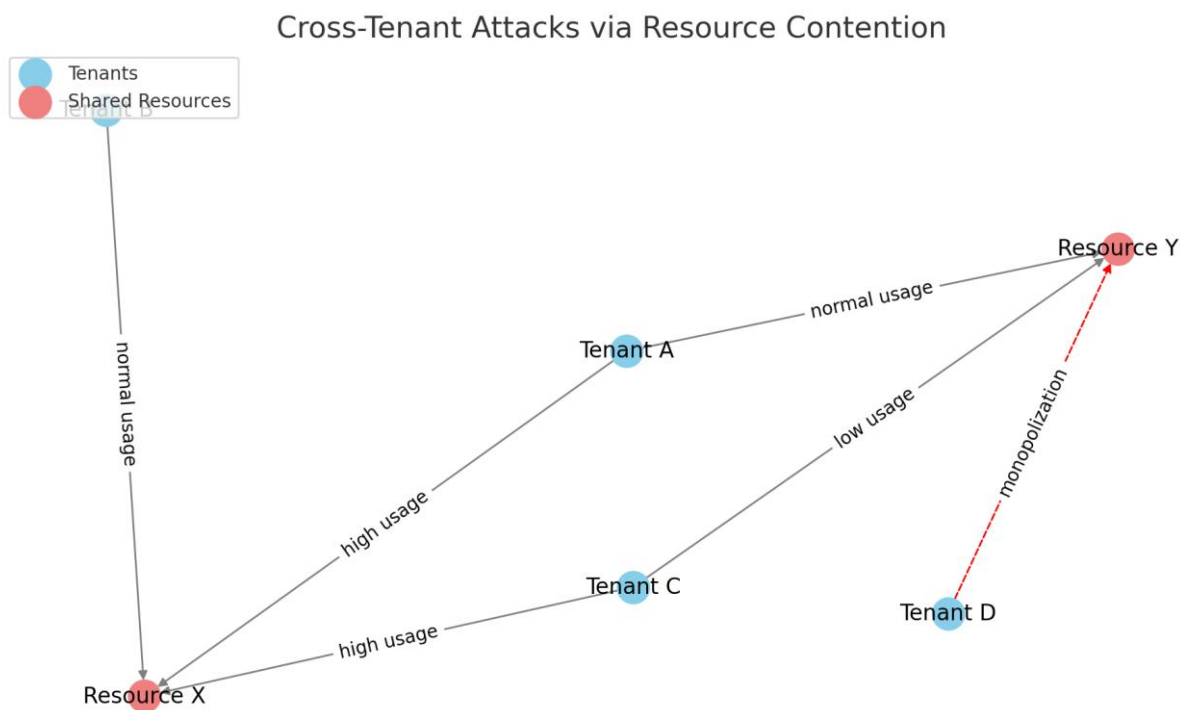 Cross-Tenant Attacks via Resource Contention
Tenants
Shared Resources
Tenant B
Resource Y
normal usage
Tenant A
normal usage
low usage
monopolization
high usage
Tenant C
Tenant D
high usage
Resource X